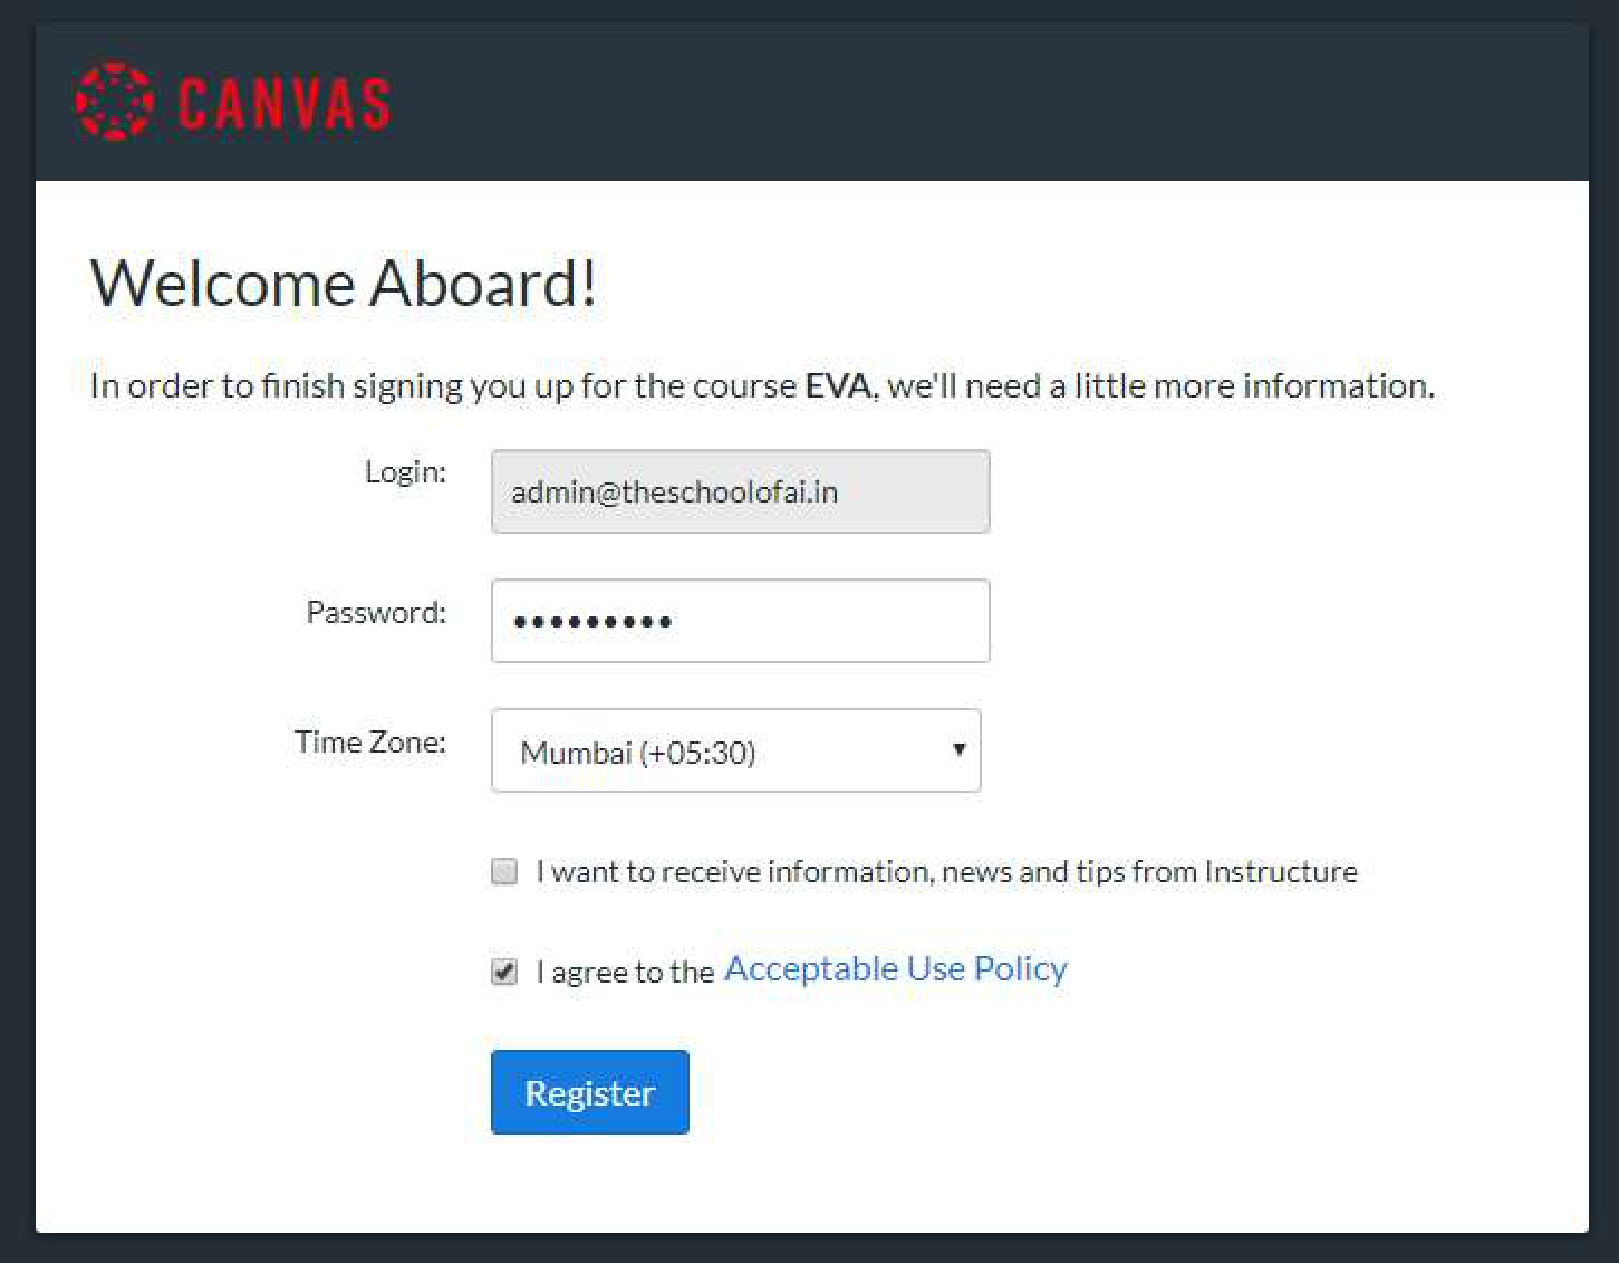 CANVAS
Welcome Aboard!
In order to finish signing you up for the course EVA, we'll need a little more information.
Login: admin@theschoolofai.in
Password: •••••••••
Time Zone: Mumbai (+05:30)
I want to receive information, news and tips from Instructure
I agree to the Acceptable Use Policy
Register